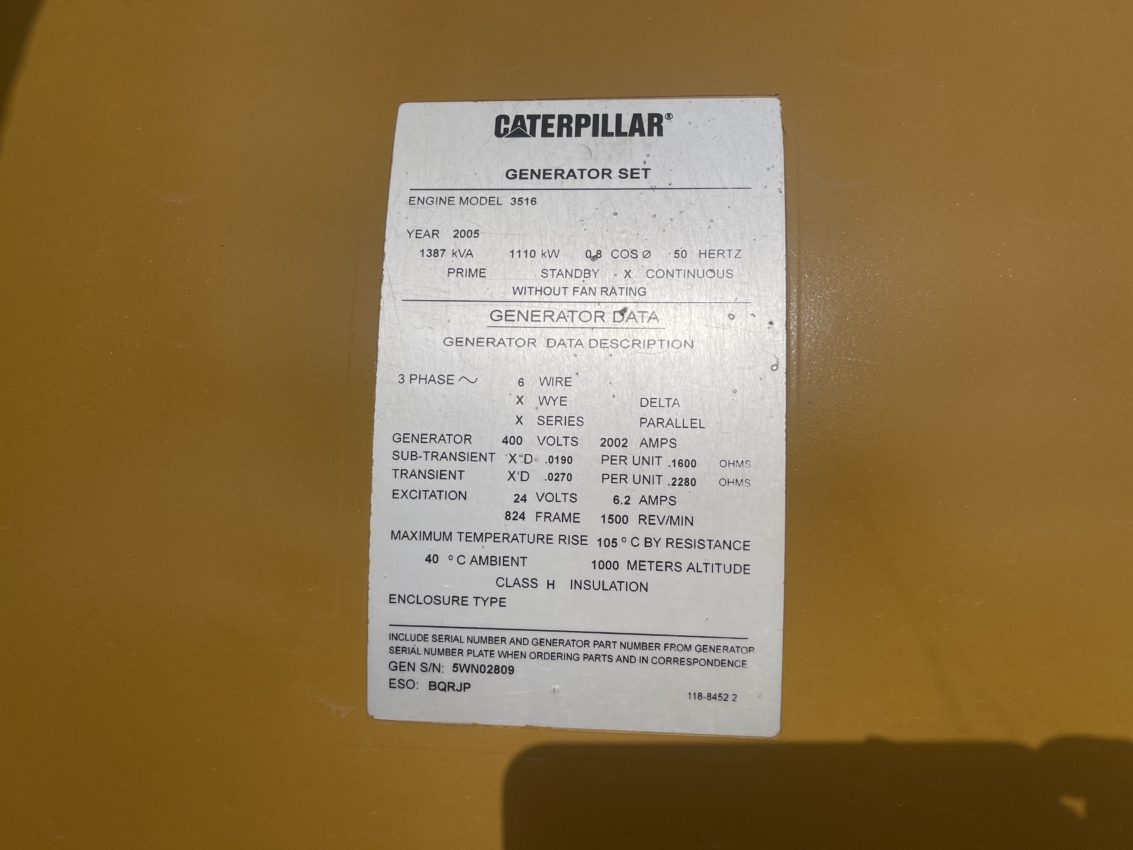 CATERPILLAR®
GENERATOR SET
ENGINE MODEL 3516
YEAR 2005
1387 kVA 1110 kW 0.8 COS Ø 50 HERTZ
PRIME STANDBY X CONTINUOUS
WITHOUT FAN RATING
GENERATOR DATA
GENERATOR DATA DESCRIPTION
3 PHASE ~ 6 WIRE
X WYE DELTA
X SERIES PARALLEL
GENERATOR 400 VOLTS 2002 AMPS
SUB-TRANSIENT X"D .0190 PER UNIT .1600 OHMS
TRANSIENT X'D .0270 PER UNIT .2280 OHMS
EXCITATION 24 VOLTS 6.2 AMPS
824 FRAME 1500 REV/MIN
MAXIMUM TEMPERATURE RISE 105 ° C BY RESISTANCE
40 ° C AMBIENT 1000 METERS ALTITUDE
CLASS H INSULATION
ENCLOSURE TYPE
INCLUDE SERIAL NUMBER AND GENERATOR PART NUMBER FROM GENERATOR
SERIAL NUMBER PLATE WHEN ORDERING PARTS AND IN CORRESPONDENCE
GEN S/N: 5WN02809
ESO: BQRJP
118-8452 2